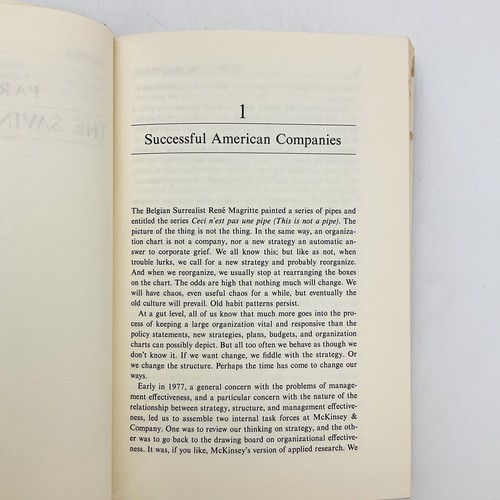 PAR
THE SAVIN
1
Successful American Companies
The Belgian Surrealist René Magritte painted a series of pipes and
entitled the series Ceci n'est pas une pipe (This is not a pipe). The
picture of the thing is not the thing. In the same way, an organiza-
tion chart is not a company, nor a new strategy an automatic an-
swer to corporate grief. We all know this; but like as not, when
trouble lurks, we call for a new strategy and probably reorganize.
And when we reorganize, we usually stop at rearranging the boxes
on the chart. The odds are high that nothing much will change. We
will have chaos, even useful chaos for a while, but eventually the
old culture will prevail. Old habit patterns persist.
At a gut level, all of us know that much more goes into the pro-
cess of keeping a large organization vital and responsive than the
policy statements, new strategies, plans, budgets, and organization
charts can possibly depict. But all too often we behave as though we
don't know it. If we want change, we fiddle with the strategy. Or
we change the structure. Perhaps the time has come to change our
ways.
Early in 1977, a general concern with the problems of manage-
ment effectiveness, and a particular concern with the nature of the
relationship between strategy, structure, and management effective-
ness, led us to assemble two internal task forces at McKinsey &
Company. One was to review our thinking on strategy, and the oth-
er was to go back to the drawing board on organizational effective-
ness. It was, if you like, McKinsey's version of applied research. We